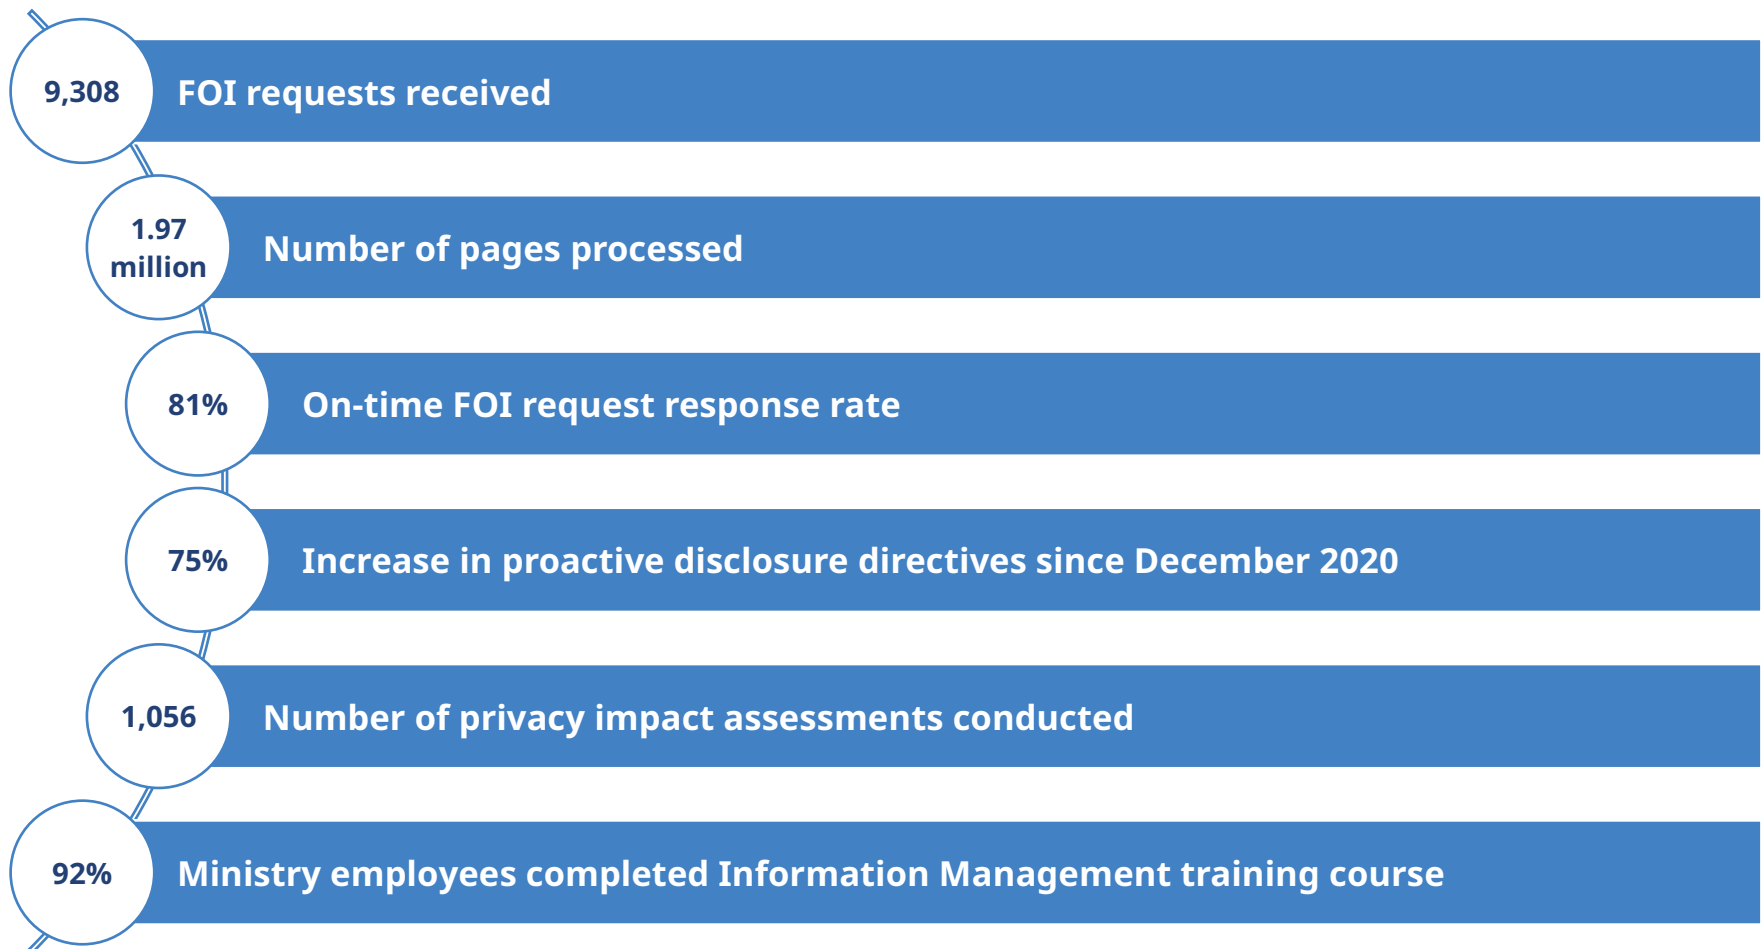 9,308
FOI requests received
1.97
million
Number of pages processed
81%
On-time FOI request response rate
75%
Increase in proactive disclosure directives since December 2020
1,056
Number of privacy impact assessments conducted
92%
Ministry employees completed Information Management training course